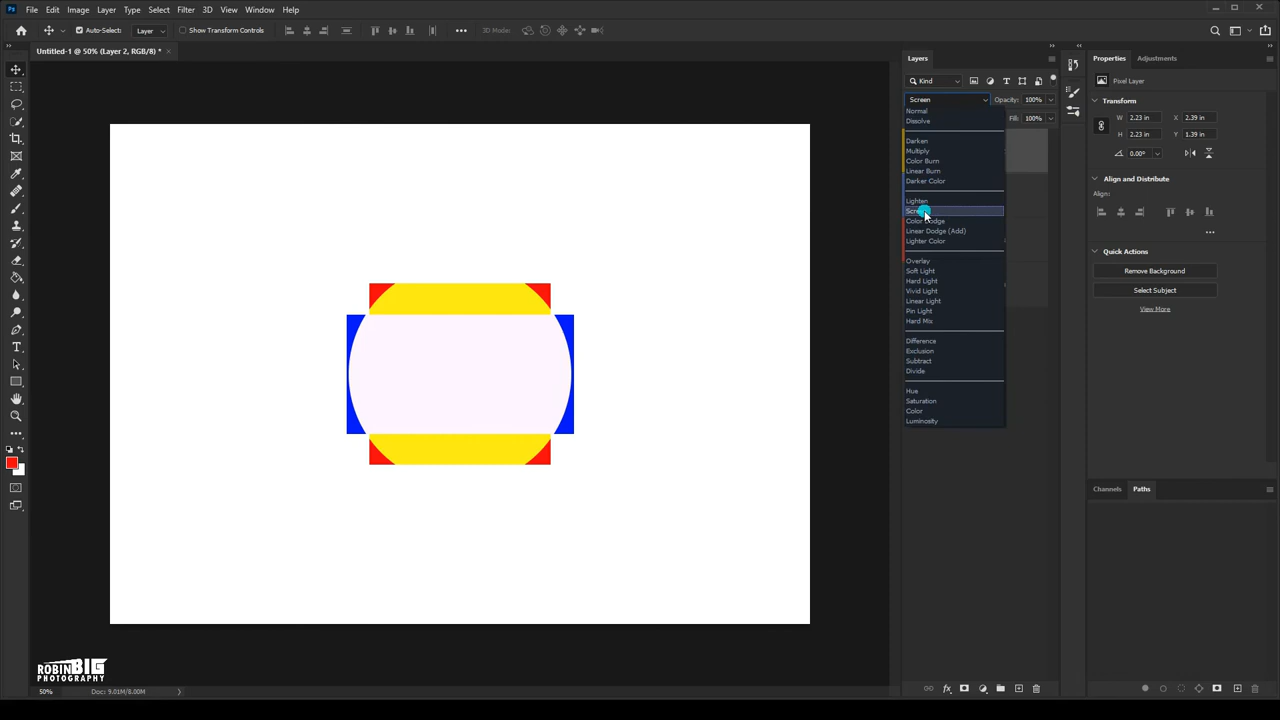 Ps File Edit Image Layer Type Select Filter 3D View Window Help
Auto-Select: Layer Show Transform Controls 3D Mode:
Untitled-1 @ 50% (Layer 2, RGB/8) *
Layers
Kind
Screen Opacity: 100%
Fill: 100%
Normal
Dissolve
Darken
Multiply
Color Burn
Linear Burn
Darker Color
Lighten
Color Dodge
Linear Dodge (Add)
Lighter Color
Overlay
Soft Light
Hard Light
Vivid Light
Linear Light
Pin Light
Hard Mix
Difference
Exclusion
Subtract
Divide
Hue
Saturation
Color
Luminosity
Properties Adjustments
Pixel Layer
Transform
W 2.23 in X 2.39 in
H 2.23 in Y 1.39 in
0.00°
Align and Distribute
Align:
Quick Actions
Remove Background
Select Subject
View More
Channels Paths
ROBINBIG
PHOTOGRAPHY
50% Doc: 9.01M/8.00M